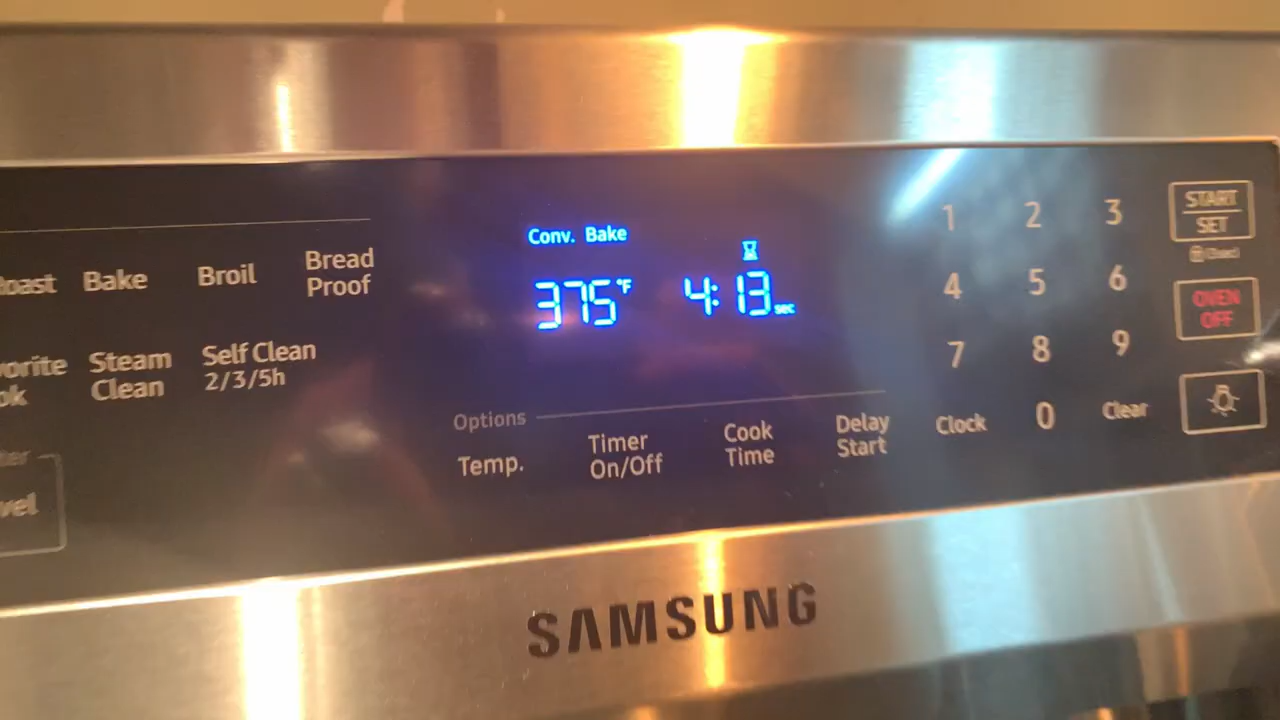 Conv. Bake
375°F 4:13 sec
1 2 3
START
SET
Roast Bake Broil Bread
Proof
4 5 6
OVEN
OFF
Steam
Clean
Self Clean
2/3/5h
7 8 9
Options
Temp. Timer
On/Off
Cook
Time
Delay
Start
Clock 0 Clear
SAMSUNG